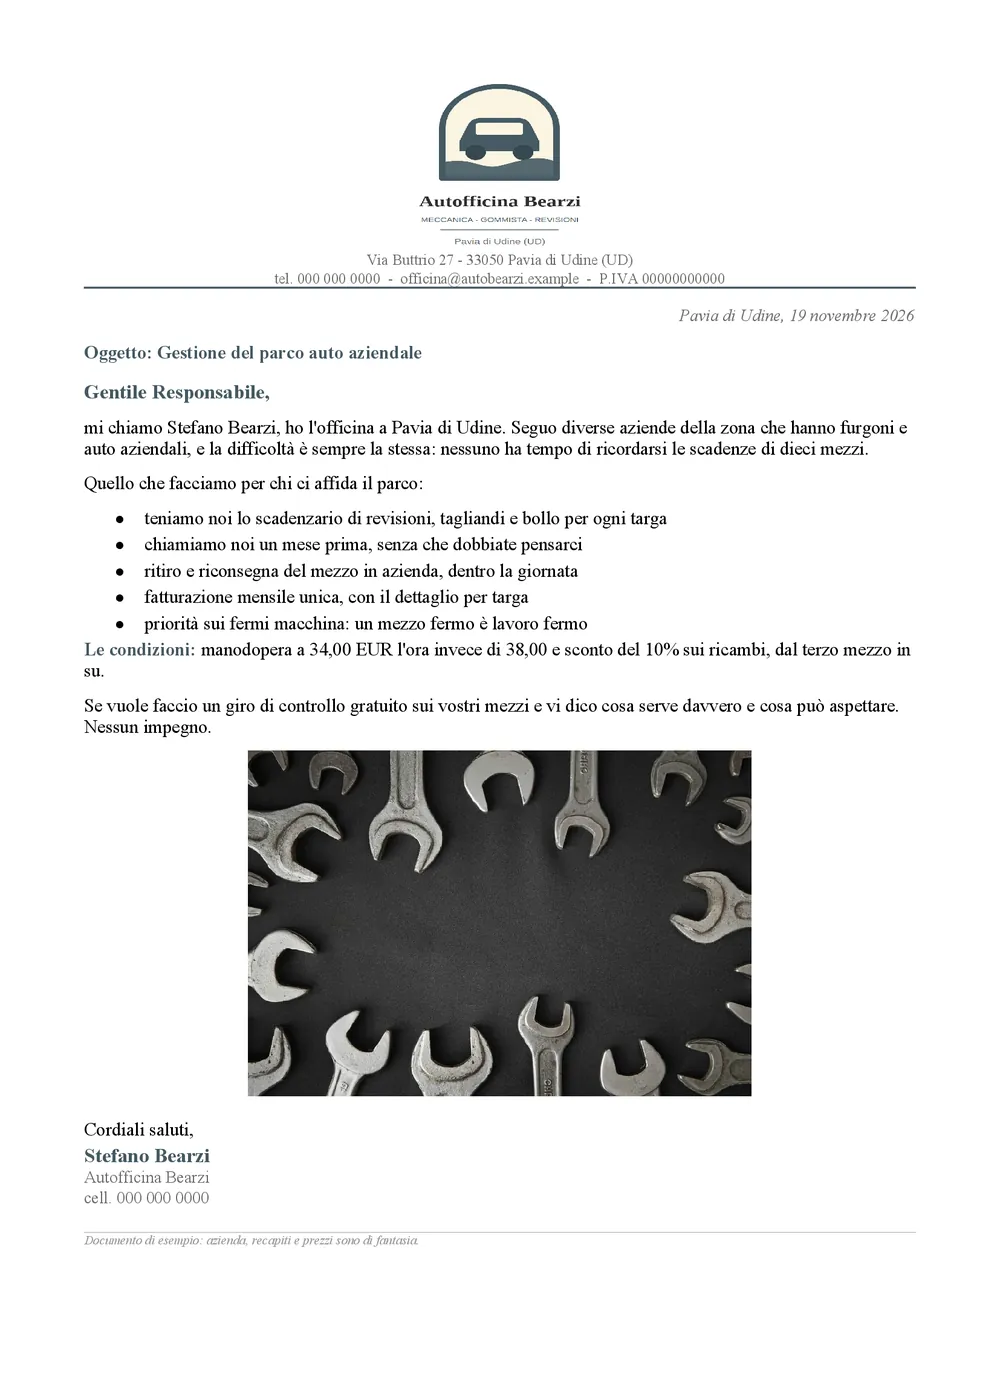 Autofficina Bearzi
MECCANICA - GOMMISTA - REVISIONI
Pavia di Udine (UD)
Via Buttrio 27 - 33050 Pavia di Udine (UD)
tel. 000 000 0000 - officina@autobearzi.example - P.IVA 00000000000
Pavia di Udine, 19 novembre 2026
Oggetto: Gestione del parco auto aziendale
Gentile Responsabile,
mi chiamo Stefano Bearzi, ho l'officina a Pavia di Udine. Seguo diverse aziende della zona che hanno furgoni e
auto aziendali, e la difficoltà è sempre la stessa: nessuno ha tempo di ricordarsi le scadenze di dieci mezzi.
Quello che facciamo per chi ci affida il parco:
● teniamo noi lo scadenzario di revisioni, tagliandi e bollo per ogni targa
● chiamiamo noi un mese prima, senza che dobbiate pensarci
● ritiro e riconsegna del mezzo in azienda, dentro la giornata
● fatturazione mensile unica, con il dettaglio per targa
● priorità sui fermi macchina: un mezzo fermo è lavoro fermo
Le condizioni: manodopera a 34,00 EUR l'ora invece di 38,00 e sconto del 10% sui ricambi, dal terzo mezzo in
su.
Se vuole faccio un giro di controllo gratuito sui vostri mezzi e vi dico cosa serve davvero e cosa può aspettare.
Nessun impegno.
Cordiali saluti,
Stefano Bearzi
Autofficina Bearzi
cell. 000 000 0000
Documento di esempio: azienda, recapiti e prezzi sono di fantasia.